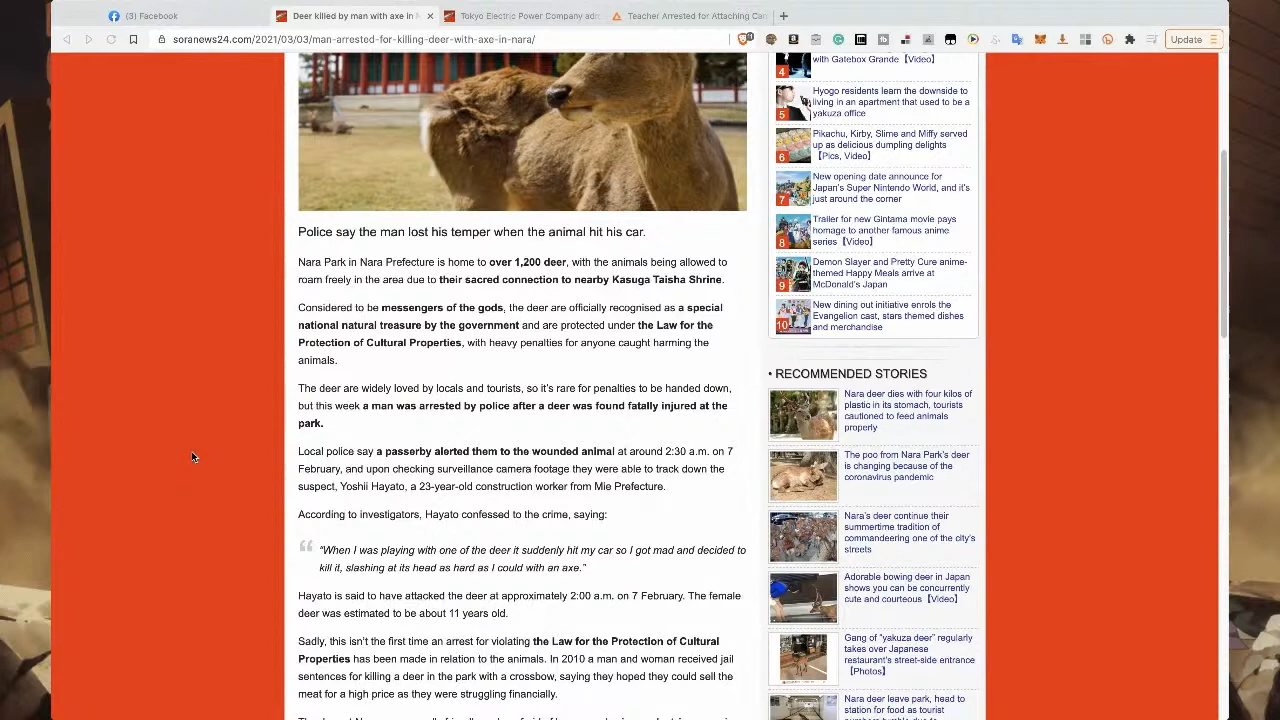 (3) Facebook
Deer killed by man with axe in N
Tokyo Electric Power Company adm
Teacher Arrested for Attaching Can
soranews24.com/2021/03/03/man-arrested-for-killing-deer-with-axe-in-nara/
Update
Police say the man lost his temper when the animal hit his car.
Nara Park in Nara Prefecture is home to over 1,000 deer, with the animals being allowed to
roam freely in the area due to their sacred connection to nearby Kasuga Taisha Shrine.
Considered messengers of the gods, the deer are officially recognised as a special
national natural treasure by the government and are protected under the Law for the
Protection of Cultural Properties, with heavy penalties for anyone caught harming the
animals.
The deer are widely loved by locals and tourists, so it's rare for penalties to be handed down,
but this week a man was arrested by police after a deer was found fatally injured at the
park.
A passerby alerted them to the injured animal at around 2:30 a.m. on 7
February, and upon checking surveillance camera footage they were able to track down the
suspect, Yoshii Hayato, a 23-year-old construction worker from Mie Prefecture.
According to investigators, Hayato confessed to the crime, saying:
“When I was playing with one of the deer it suddenly hit my car so I got mad and decided to
kill it, slashing at its head as hard as I could with an axe.”
Hayato is said to have attacked the deer at approximately 2:00 a.m. on 7 February. The female
deer was estimated to be about 11 years old.
Sadly, this isn't the first time an arrest for violating the Law for the Protection of Cultural
Properties has been made in relation to the animals. In 2010 a man and woman received jail
sentences for shooting a deer with a crossbow, saying they hoped they could sell the
meat for cash as they were struggling financially.
4
with Gatebox Grande【Video】
5
Hyogo residents learn the downside to
living in an apartment that used to be a
yakuza office
6
Pikachu, Kirby, Slime and Miffy served
up as delicious dumpling delights
【Pics, Video】
7
New opening date announce for
Japan's Super Nintendo World, and it's
just around the corner
8
Trailer for new Gintama movie pays
homage to another famous anime
series【Video】
9
Demon Slayer and Pretty Cure anime-
themed Happy Meals arrive at
McDonald's Japan
10
New dining out initiative enrols the
Evangelion cast, stars themed dishes
and merchandise
• RECOMMENDED STORIES
Nara deer dies with four kilos of
plastic in its stomach, tourists
cautioned to feed animals
properly
The poo from Nara Park's deer
is changing because of the
coronavirus pandemic
Nara's deer continue their
summertime tradition of
commandeering one of the city's
streets
Adorable bowing deer in Japan
shows you can be concurrently
cute and courteous【Video】
Gang of "yakuza deer" regularly
takes over Japanese
restaurant's street-side entrance
【Photos】
Nara deer leave park, head to
station for food as tourist